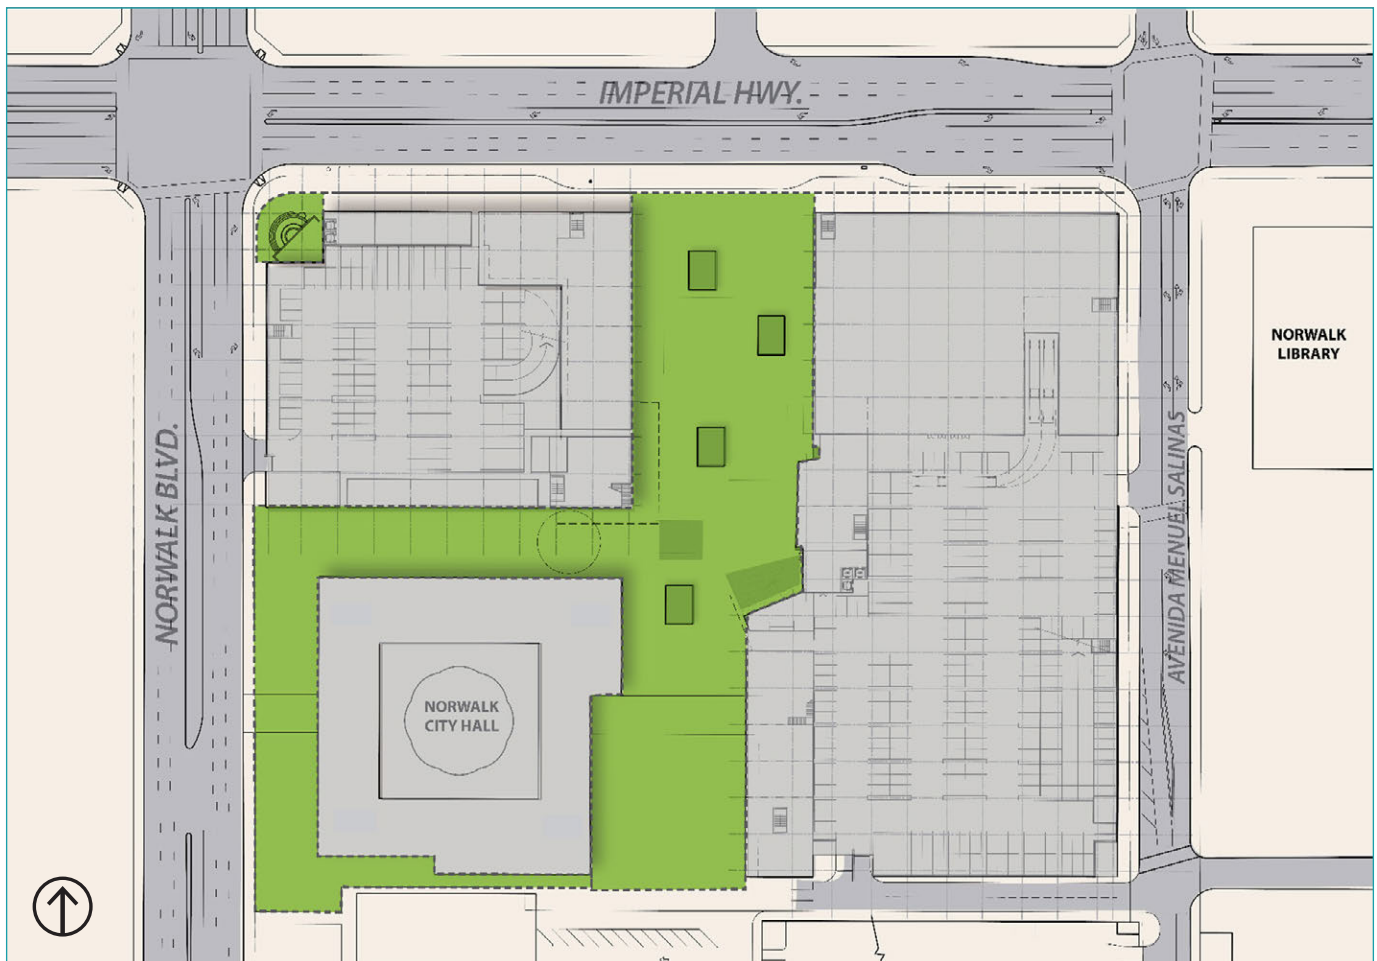 IMPERIAL HWY.
NORWALK
LIBRARY
NORWALK BLVD.
AVENIDA MENUEL SALINAS
NORWALK
CITY HALL